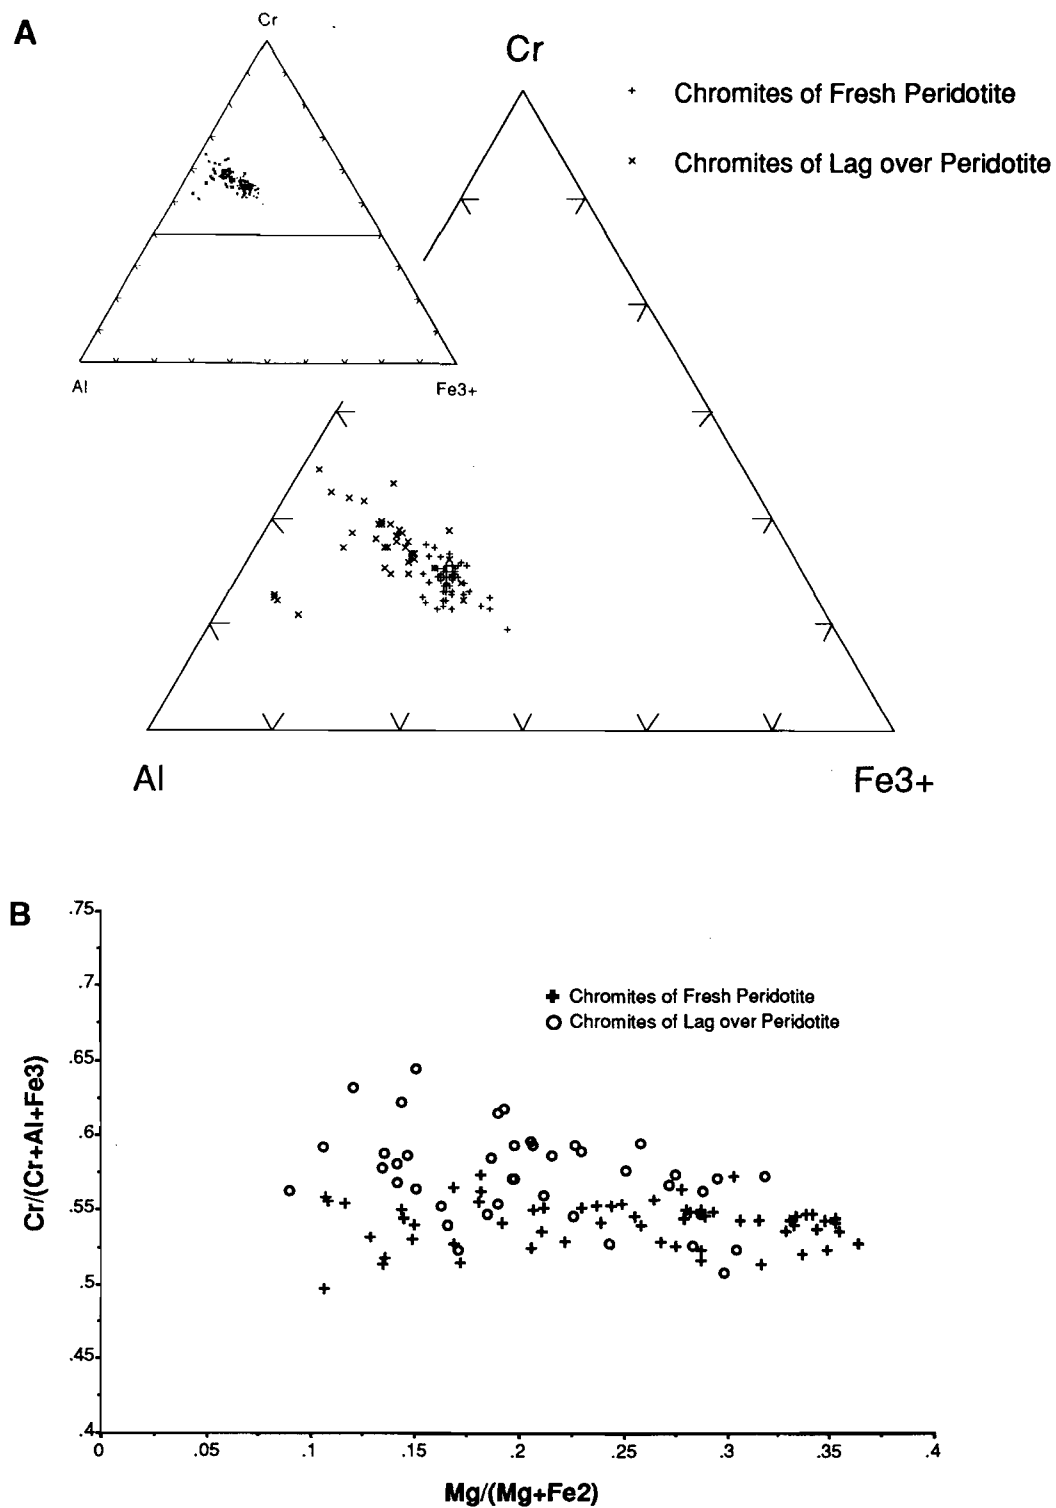 A
Cr
Cr
+ Chromites of Fresh Peridotite
× Chromites of Lag over Peridotite
Al
Fe3+
Al
Fe3+
B
.75
.7
.65
.6
.55
.5
.45
.4
Cr/(Cr+Al+Fe3)
Chromites of Fresh Peridotite
Chromites of Lag over Peridotite
0 .05 .1 .15 .2 .25 .3 .35 .4
Mg/(Mg+Fe2)